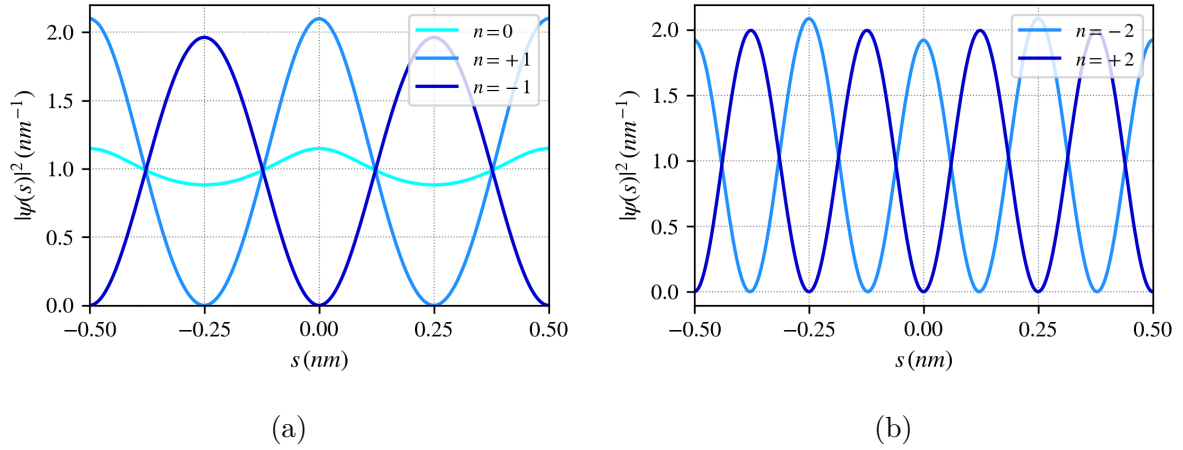 |ψ(s)|² (nm⁻¹)
2.0
1.5
1.0
0.5
0.0
−0.50
−0.25
0.00
0.25
0.50
s (nm)
n = 0
n = +1
n = −1
(a)
|ψ(s)|² (nm⁻¹)
2.0
1.5
1.0
0.5
0.0
−0.50
−0.25
0.00
0.25
0.50
s (nm)
n = −2
n = +2
(b)